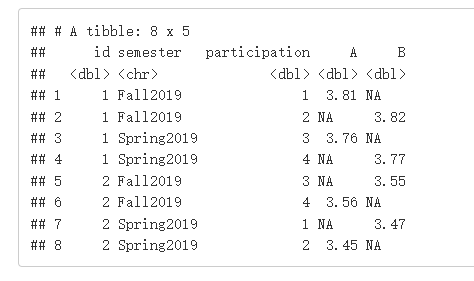 ## # A tibble: 8 x 5
##      id semester   participation     A     B
##   <dbl> <chr>              <dbl> <dbl> <dbl>
## 1     1 Fall2019               1  3.81 NA
## 2     1 Fall2019               2 NA     3.82
## 3     1 Spring2019             3  3.76 NA
## 4     1 Spring2019             4 NA     3.77
## 5     2 Fall2019               3 NA     3.55
## 6     2 Fall2019               4  3.56 NA
## 7     2 Spring2019             1 NA     3.47
## 8     2 Spring2019             2  3.45 NA